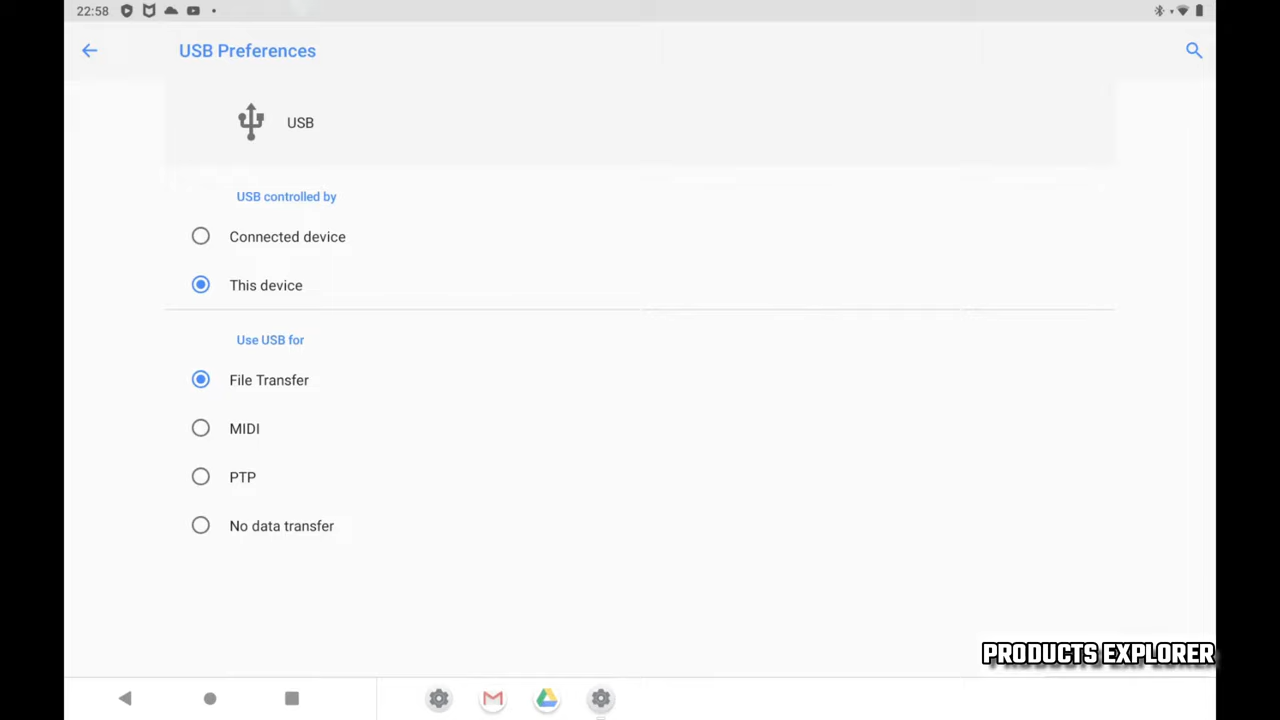 22:58
USB Preferences
USB
USB controlled by
Connected device
This device
Use USB for
File Transfer
MIDI
PTP
No data transfer
PRODUCTS EXPLORER